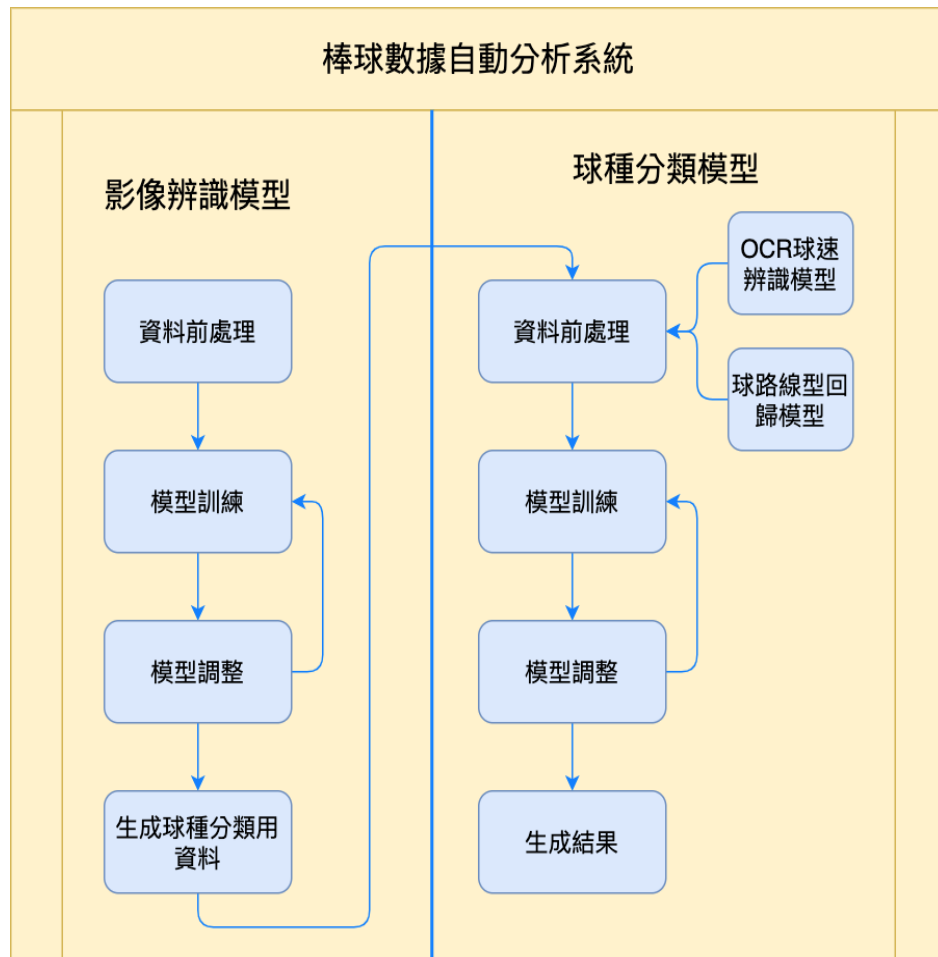 棒球數據自動分析系統
影像辨識模型
資料前處理
模型訓練
模型調整
生成球種分類用
資料
球種分類模型
OCR球速
辨識模型
資料前處理
球路線型回
歸模型
模型訓練
模型調整
生成結果